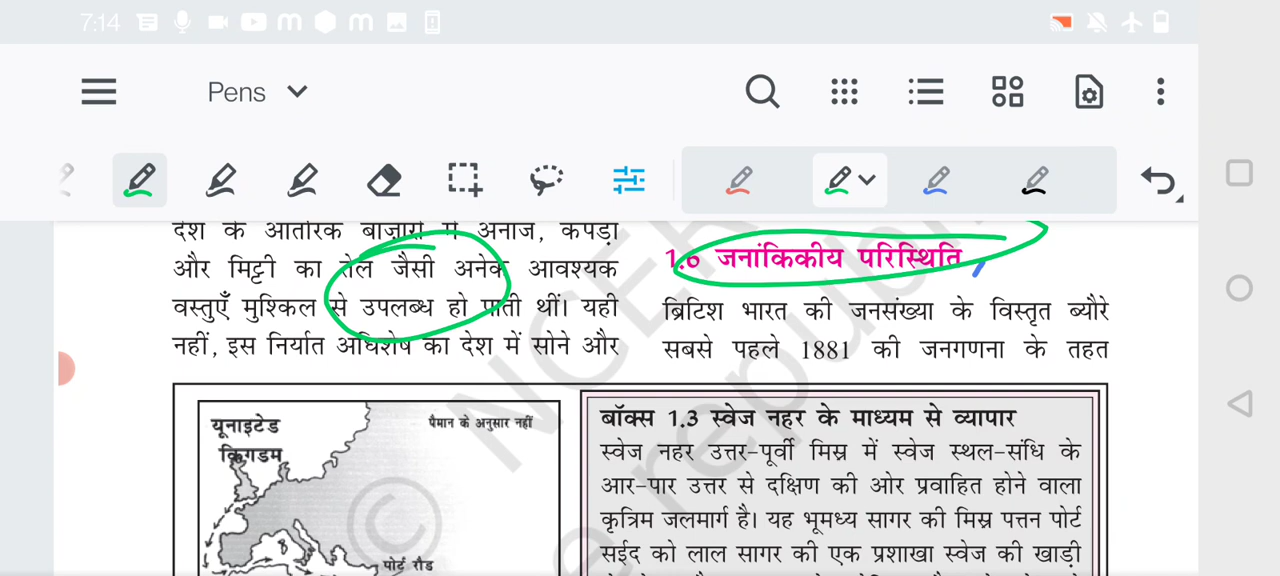 7:14
Pens
देश के आंतरिक बाज़ारों में अनाज, कपड़ा
और मिट्टी का तेल जैसी अनेक आवश्यक
वस्तुएँ मुश्किल से उपलब्ध हो पाती थीं। यही
नहीं, इस निर्यात अधिशेष का देश में सोने और
1.6 जनांकिकीय परिस्थिति
ब्रिटिश भारत की जनसंख्या के विस्तृत ब्यौरे
सबसे पहले 1881 की जनगणना के तहत
यूनाइटेड
किंगडम
पैमान के अनुसार नहीं
पोर्ट रौड
बॉक्स 1.3 स्वेज नहर के माध्यम से व्यापार
स्वेज नहर उत्तर-पूर्वी मिस्र में स्वेज स्थल-संधि के
आर-पार उत्तर से दक्षिण की ओर प्रवाहित होने वाला
कृत्रिम जलमार्ग है। यह भूमध्य सागर की मिस्र पत्तन पोर्ट
सईद को लाल सागर की एक प्रशाखा स्वेज की खाड़ी
© NCER
e republi